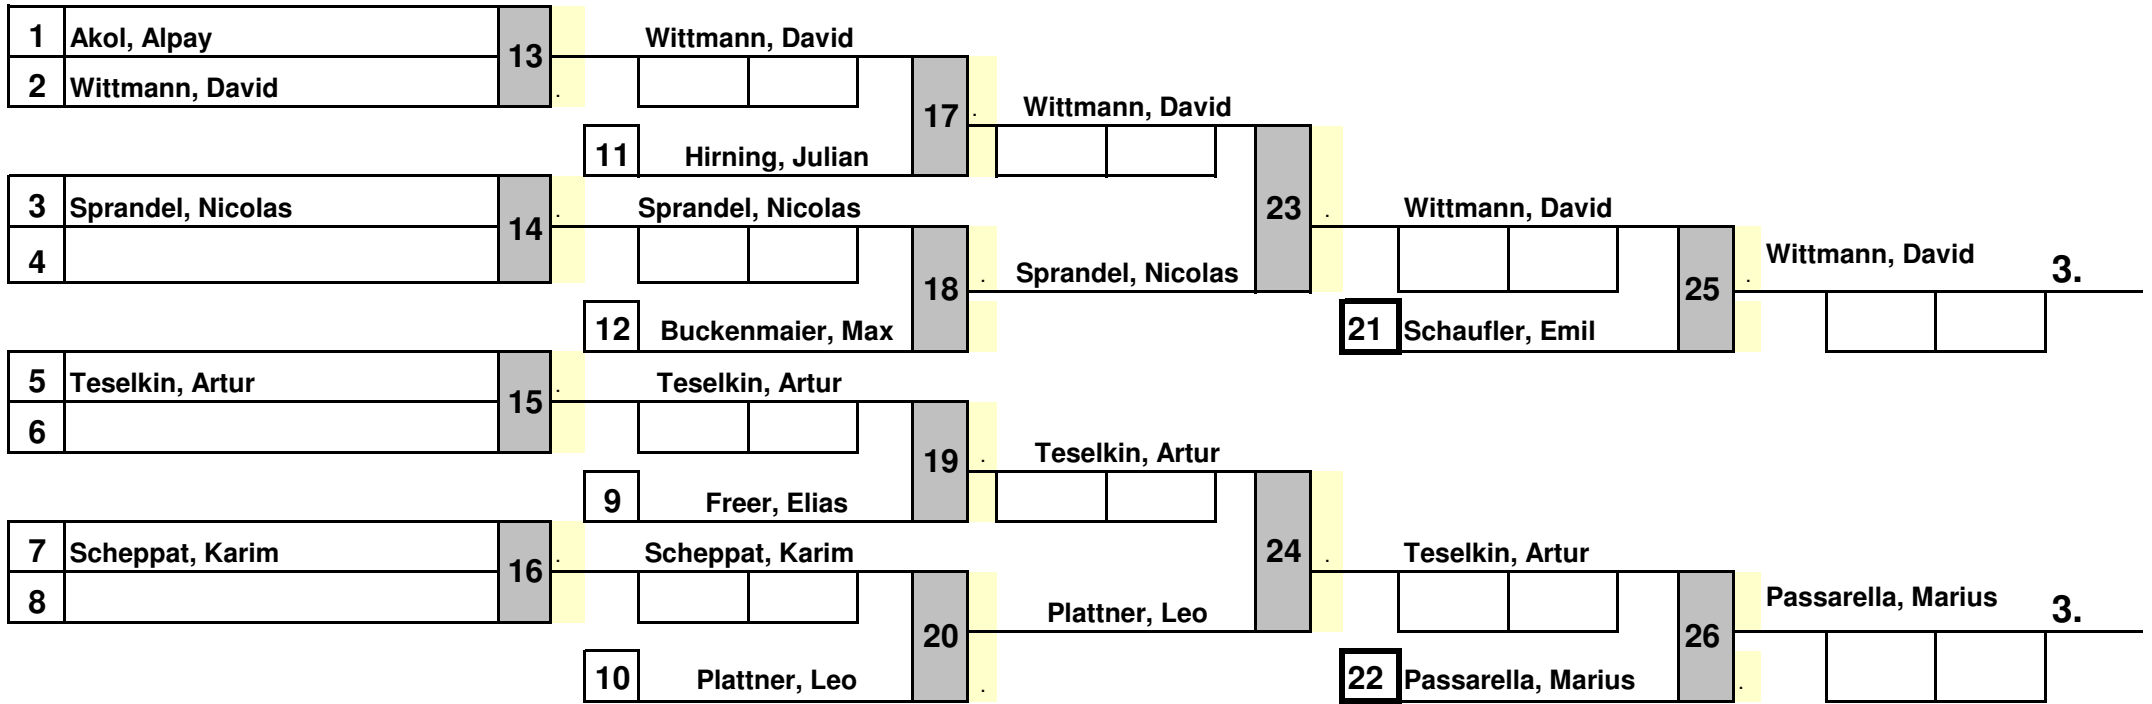 1 Akol, Alpay 13 Wittmann, David
2 Wittmann, David
17 Wittmann, David
11 Hirning, Julian
3 Sprandel, Nicolas 14 Sprandel, Nicolas 23 Wittmann, David
4
18 Sprandel, Nicolas 25 Wittmann, David 3.
12 Buckenmaier, Max 21 Schaufler, Emil
5 Teselkin, Artur 15 Teselkin, Artur
6
19 Teselkin, Artur
9 Freer, Elias
7 Scheppat, Karim 16 Scheppat, Karim 24 Teselkin, Artur
8
20 Plattner, Leo 26 Passarella, Marius 3.
10 Plattner, Leo 22 Passarella, Marius